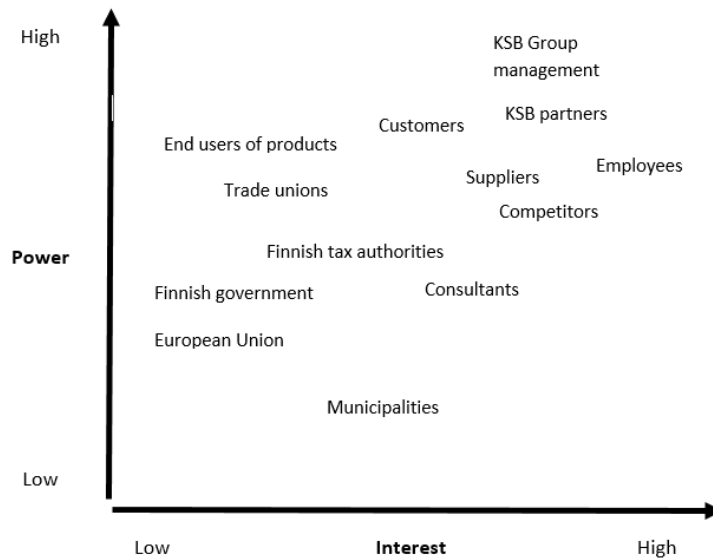 High
KSB Group
management
KSB partners
Customers
End users of products
Employees
Suppliers
Trade unions
Competitors
Finnish tax authorities
Power
Finnish government
Consultants
European Union
Municipalities
Low
Low
Interest
High